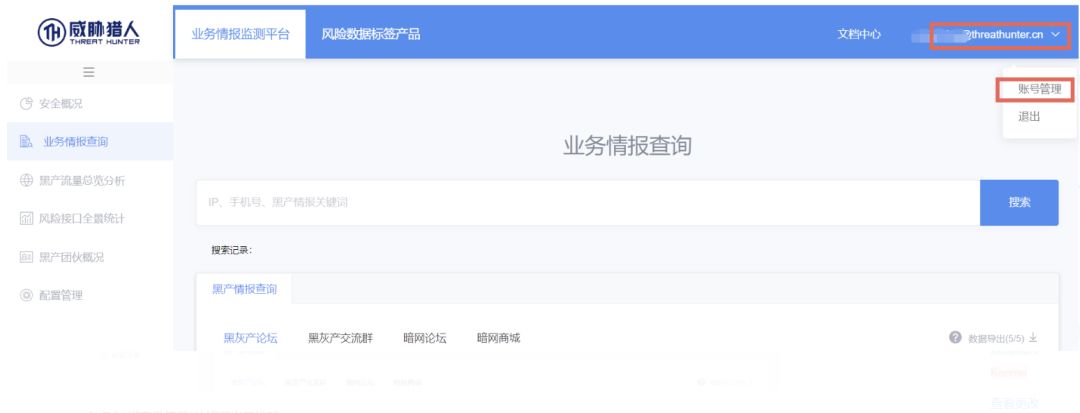 威胁猎人
THREAT HUNTER
业务情报监测平台
风险数据标签产品
文档中心
@threathunter.cn
账号管理
退出
安全概况
业务情报查询
黑产流量总览分析
风险接口全景统计
黑产团伙概况
配置管理
业务情报查询
IP、手机号、黑产情报关键词
搜索
搜索记录：
黑产情报查询
黑灰产论坛
黑灰产交流群
暗网论坛
暗网商城
数据导出(5/5)
查看更改